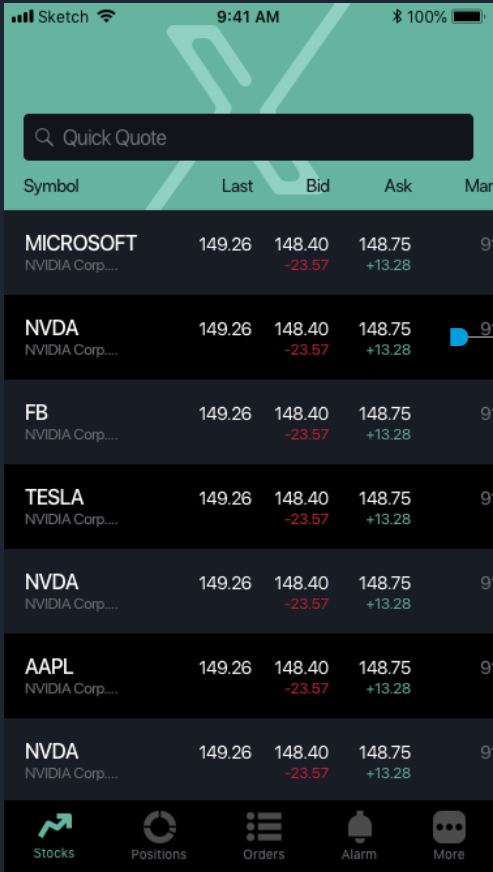 Sketch 9:41 AM 100%
Quick Quote
Symbol Last Bid Ask Mar
MICROSOFT 149.26 148.40 148.75
NVIDIA Corp.... -23.57 +13.28
NVDA 149.26 148.40 148.75
NVIDIA Corp.... -23.57 +13.28
FB 149.26 148.40 148.75
NVIDIA Corp.... -23.57 +13.28
TESLA 149.26 148.40 148.75
NVIDIA Corp.... -23.57 +13.28
NVDA 149.26 148.40 148.75
NVIDIA Corp.... -23.57 +13.28
AAPL 149.26 148.40 148.75
NVIDIA Corp.... -23.57 +13.28
NVDA 149.26 148.40 148.75
NVIDIA Corp.... -23.57 +13.28
Stocks Positions Orders Alarm More